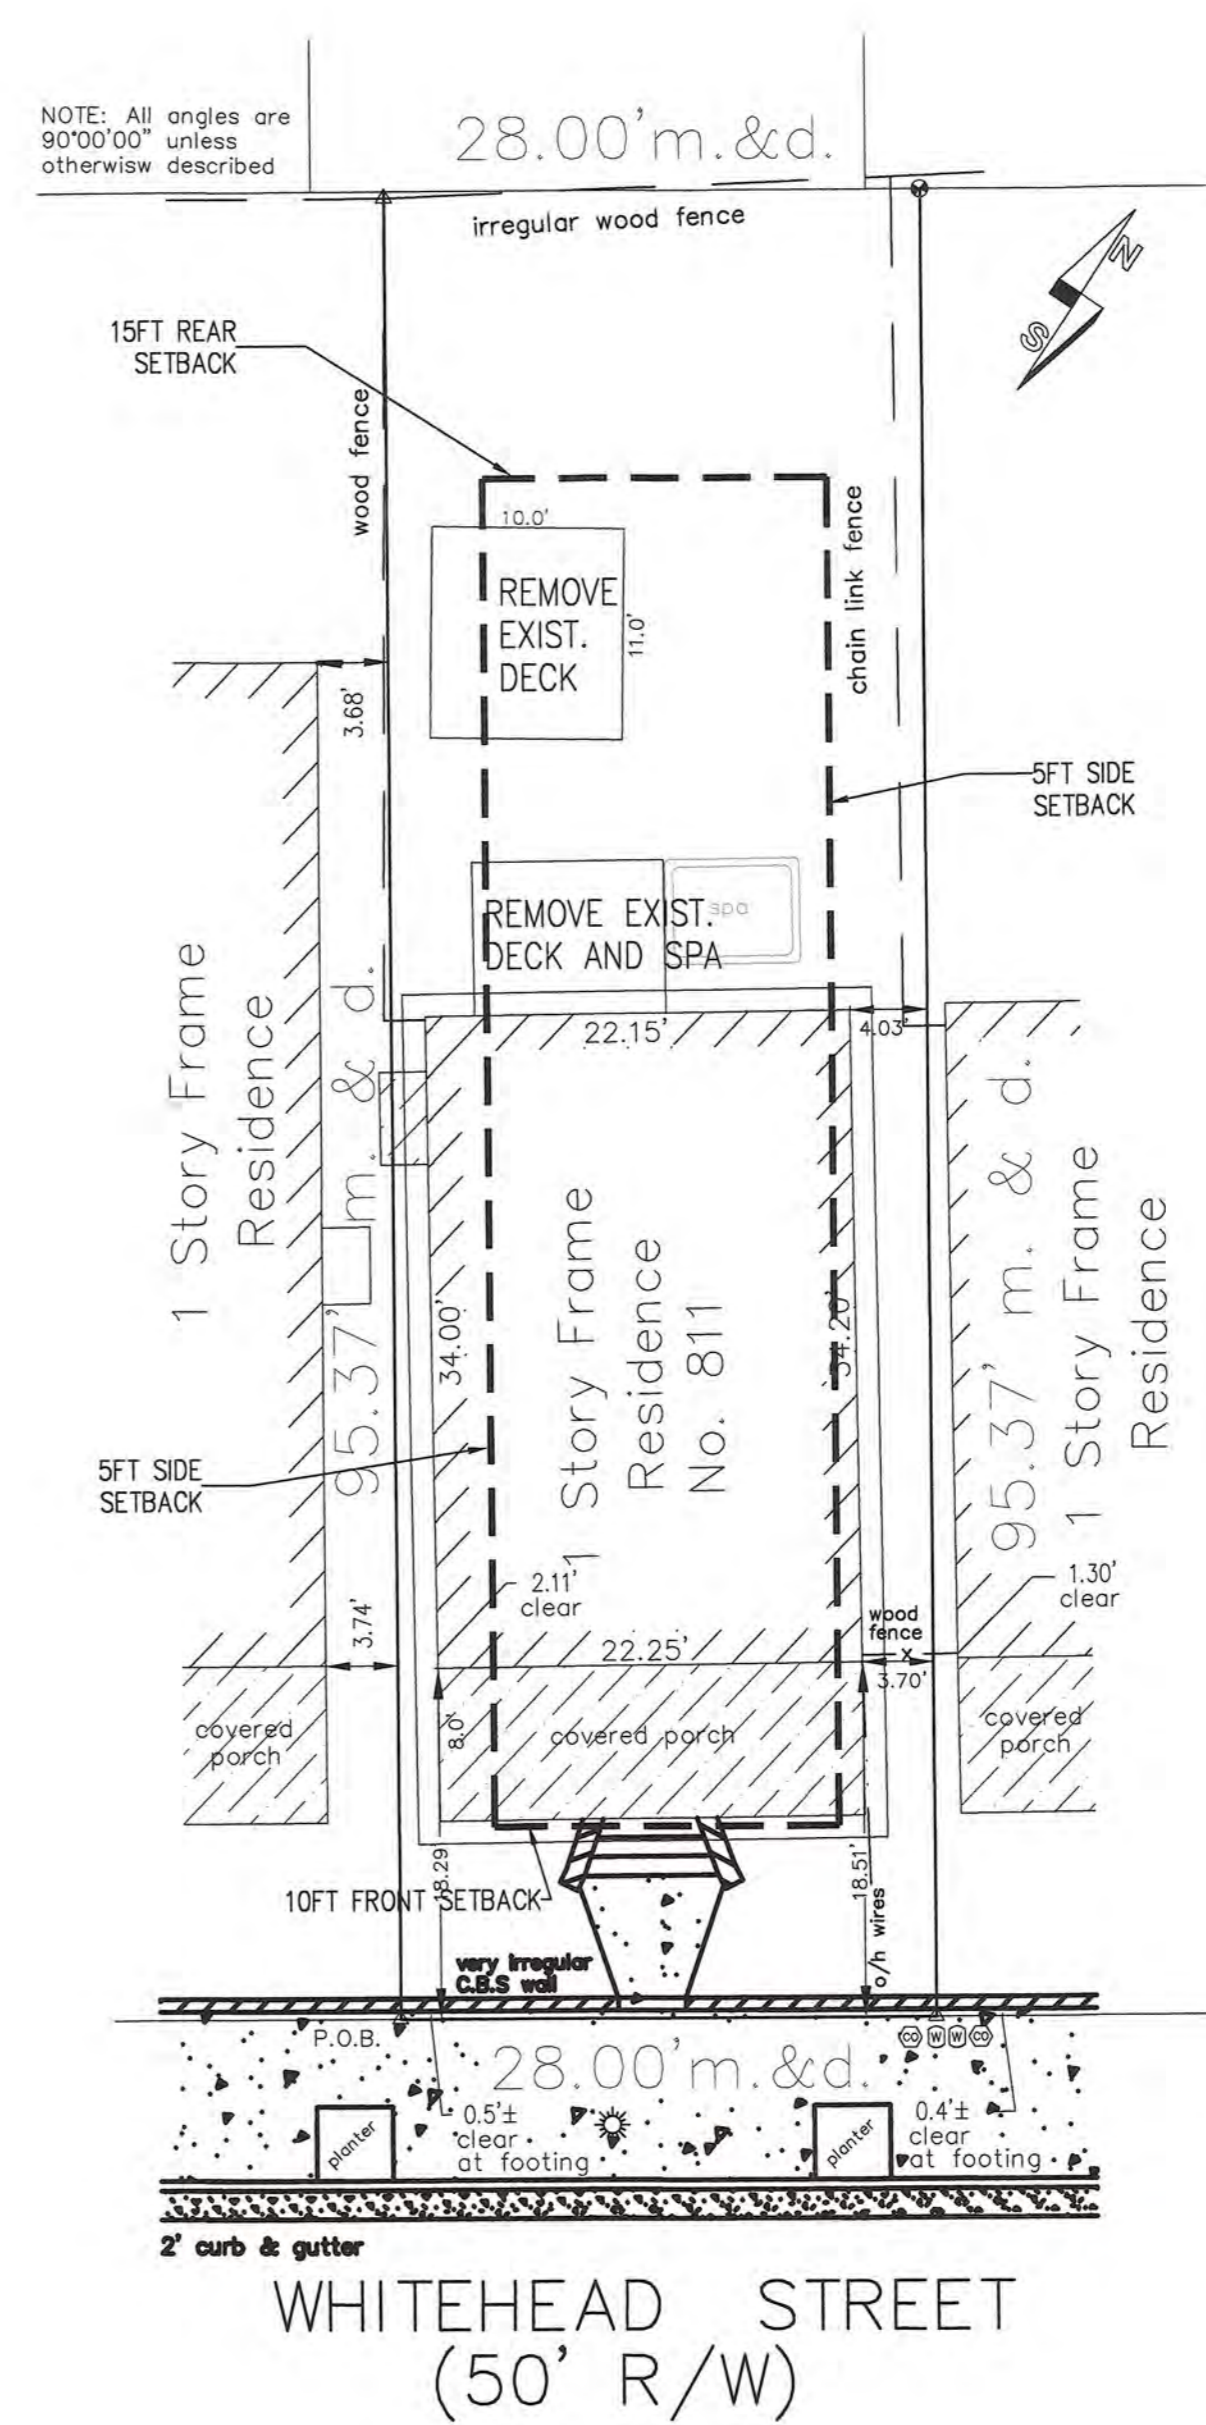 NOTE: All angles are
90°00'00" unless
otherwisw described
28.00'm.&d.
irregular wood fence
N
S
15FT REAR
SETBACK
wood fence
10.0'
REMOVE
EXIST.
DECK
11.0'
chain link fence
3.68'
5FT SIDE
SETBACK
REMOVE EXIST.
DECK AND SPA
spa
22.15'
4.03'
1 Story Frame
Residence
95.37' m. & d.
34.00'
1 Story Frame
Residence
No. 811
34.20'
95.37' m. & d.
1 Story Frame
Residence
5FT SIDE
SETBACK
2.11'
clear
1.30'
clear
3.74'
22.25'
wood
fence
x
3.70'
covered
porch
8.0'
covered porch
covered
porch
18.29'
18.51'
10FT FRONT SETBACK
o/h wires
very irregular
C.B.S wall
P.O.B.
CO W W CO
28.00'm.&d.
planter
0.5'±
clear
at footing
planter
0.4'±
clear
at footing
2' curb & gutter
WHITEHEAD STREET
(50' R/W)